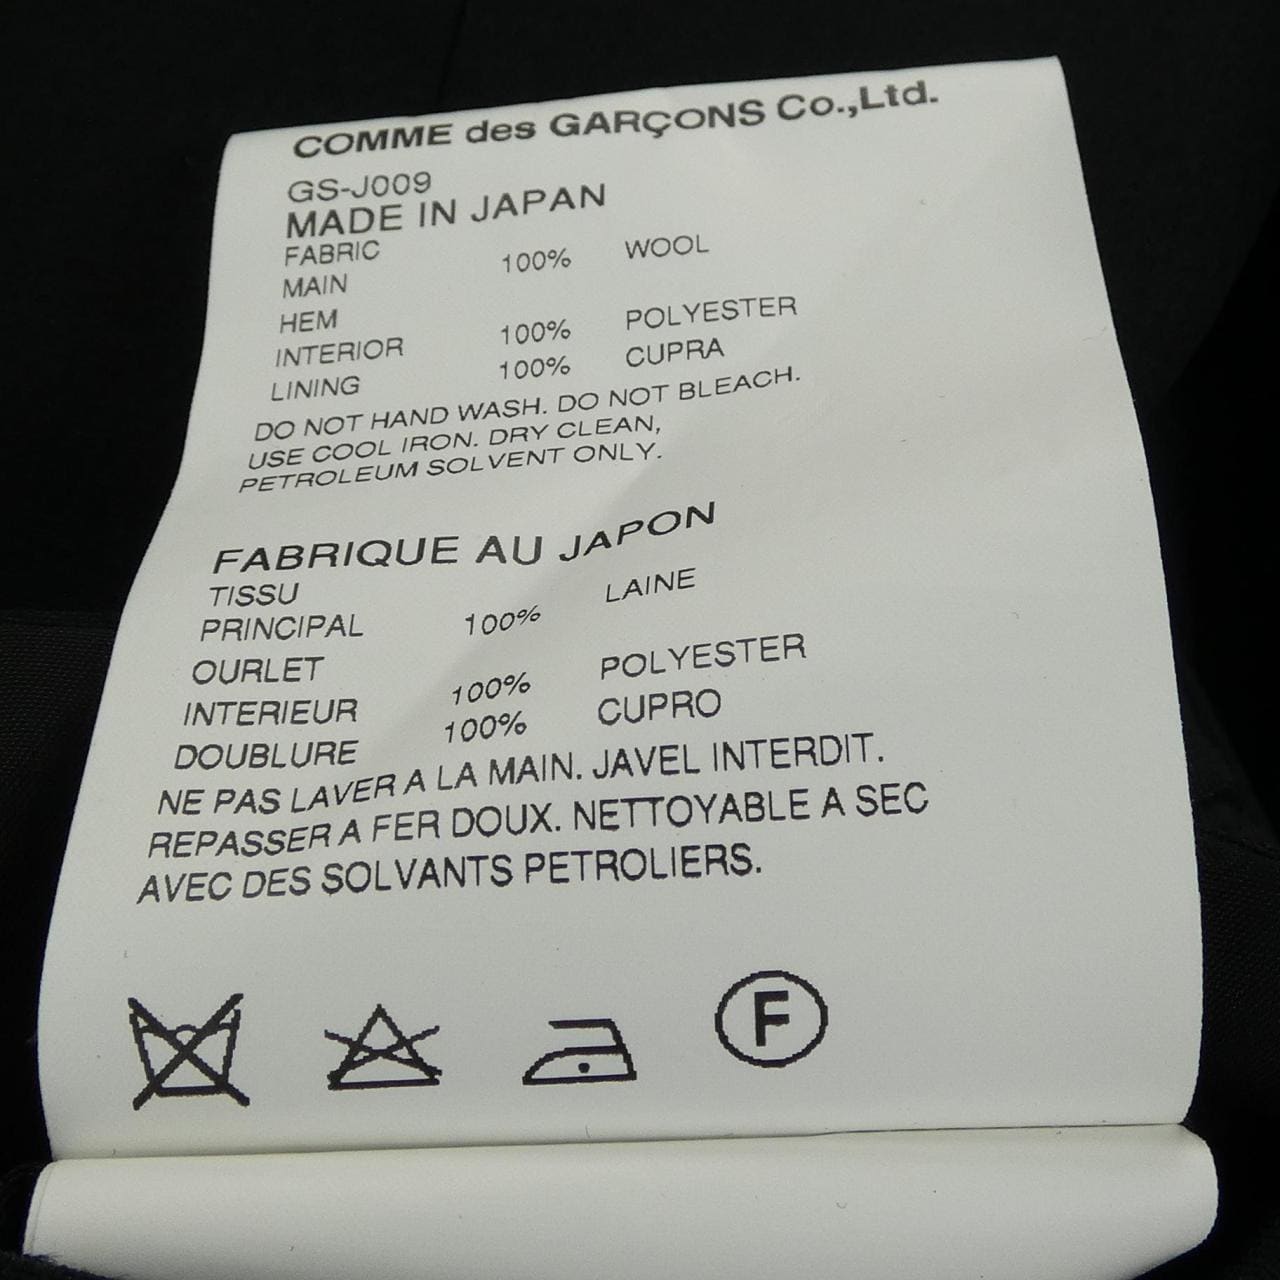 COMME des GARÇONS Co.,Ltd.
GS-J009
MADE IN JAPAN
FABRIC
MAIN 100% WOOL
HEM
INTERIOR 100% POLYESTER
LINING 100% CUPRA
DO NOT HAND WASH. DO NOT BLEACH.
USE COOL IRON. DRY CLEAN,
PETROLEUM SOLVENT ONLY.
FABRIQUE AU JAPON
TISSU
PRINCIPAL 100% LAINE
OURLET
INTERIEUR 100% POLYESTER
DOUBLURE 100% CUPRO
NE PAS LAVER A LA MAIN. JAVEL INTERDIT.
REPASSER A FER DOUX. NETTOYABLE A SEC
AVEC DES SOLVANTS PETROLIERS.
F